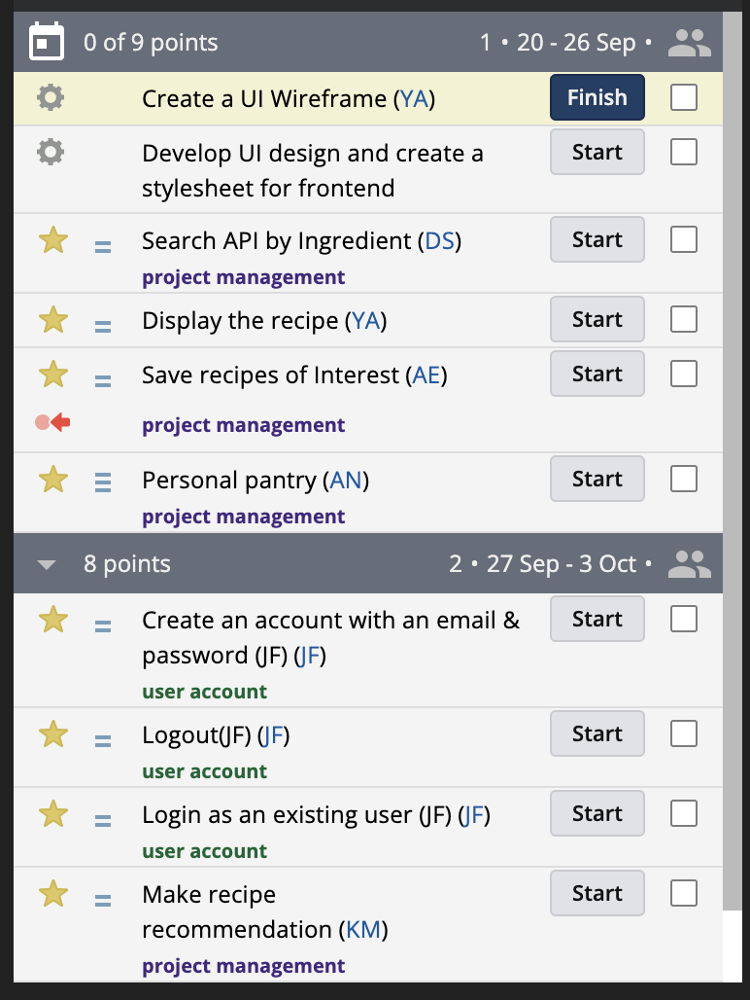 0 of 9 points 1 • 20 - 26 Sep •
Create a UI Wireframe (YA) Finish
Develop UI design and create a Start
stylesheet for frontend
Search API by Ingredient (DS) Start
project management
Display the recipe (YA) Start
Save recipes of Interest (AE) Start
project management
Personal pantry (AN) Start
project management
8 points 2 • 27 Sep - 3 Oct •
Create an account with an email & Start
password (JF) (JF)
user account
Logout(JF) (JF) Start
user account
Login as an existing user (JF) (JF) Start
user account
Make recipe Start
recommendation (KM)
project management